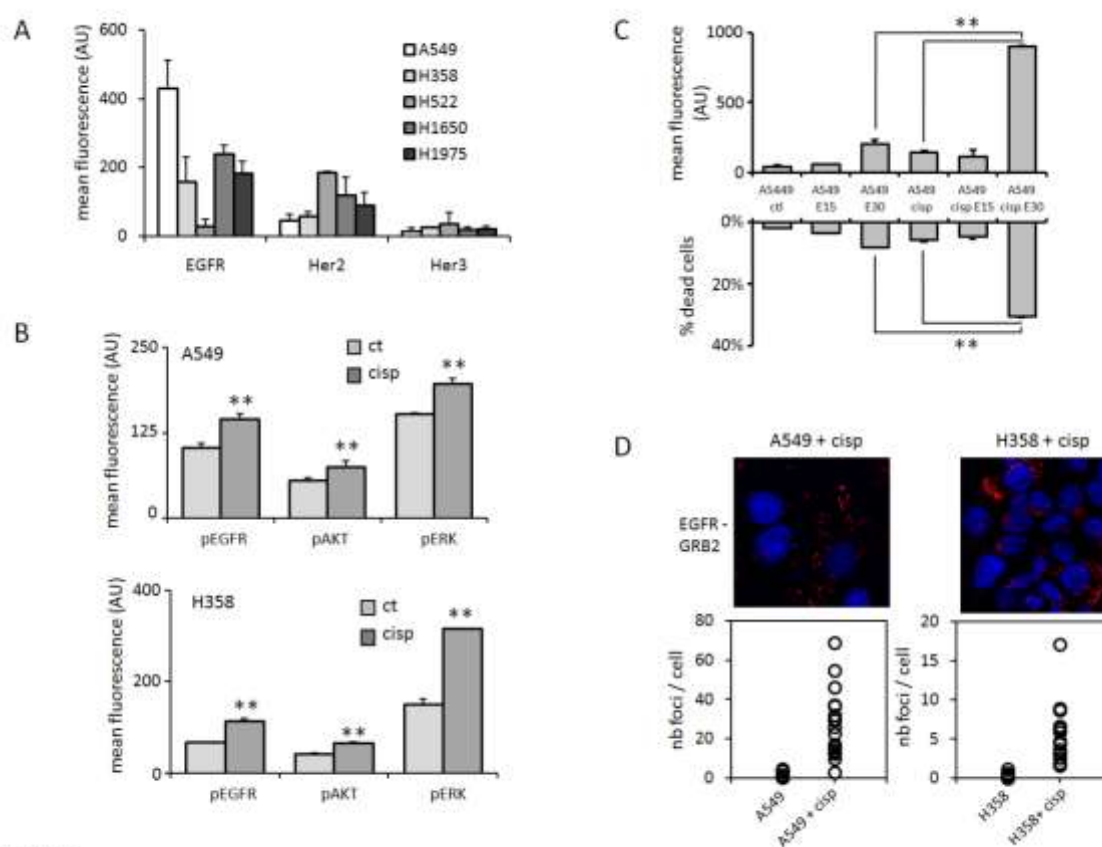 A
mean fluorescence (AU)
600
400
200
0
A549
H358
H522
H1650
H1975
EGFR
Her2
Her3
B
A549
mean fluorescence (AU)
250
125
0
ct
cisp
**
**
**
pEGFR
pAKT
pERK
H358
mean fluorescence (AU)
400
200
0
ct
cisp
**
**
**
pEGFR
pAKT
pERK
C
mean fluorescence
(AU)
1000
500
0
**
A5449 ctl
A549 E15
A549 E30
A549 cisp
A549 cisp E15
A549 cisp E30
% dead cells
0%
20%
40%
**
D
A549 + cisp
H358 + cisp
EGFR -
GRB2
nb foci / cell
80
60
40
20
0
A549
A549 + cisp
nb foci / cell
20
15
10
5
0
H358
H358+ cisp